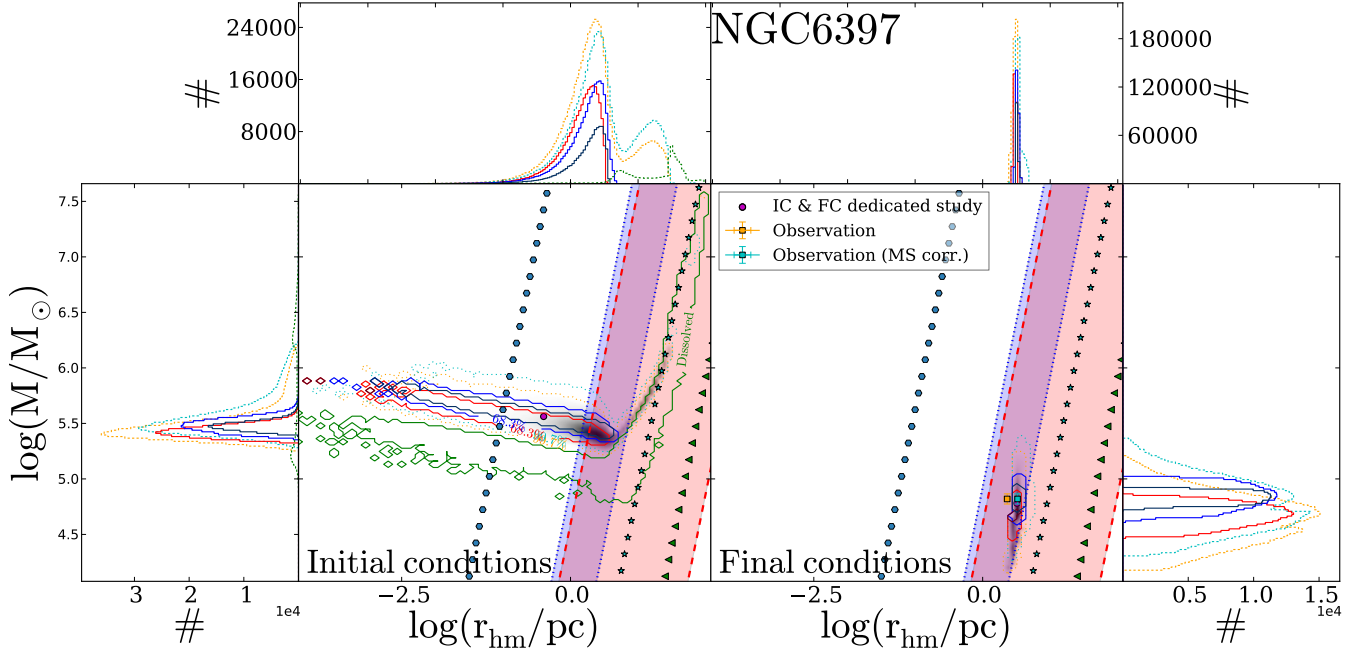 NGC6397
24000
16000
8000
#
180000
120000
60000
#
IC & FC dedicated study
Observation
Observation (MS corr.)
7.5
7.0
6.5
6.0
5.5
5.0
4.5
log(M/M⊙)
Dissolved
Initial conditions
Final conditions
3 2 1
1e4
#
−2.5 0.0
log(r_hm/pc)
−2.5 0.0
log(r_hm/pc)
0.5 1.0 1.5
1e4
#